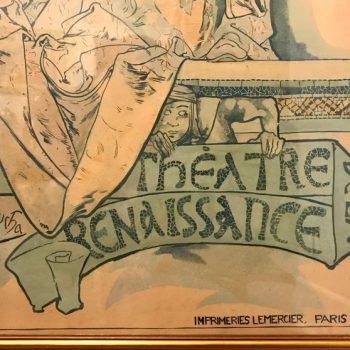 THÉATRE
RENAISSANCE
IMPRIMERIES LEMERCIER, PARIS